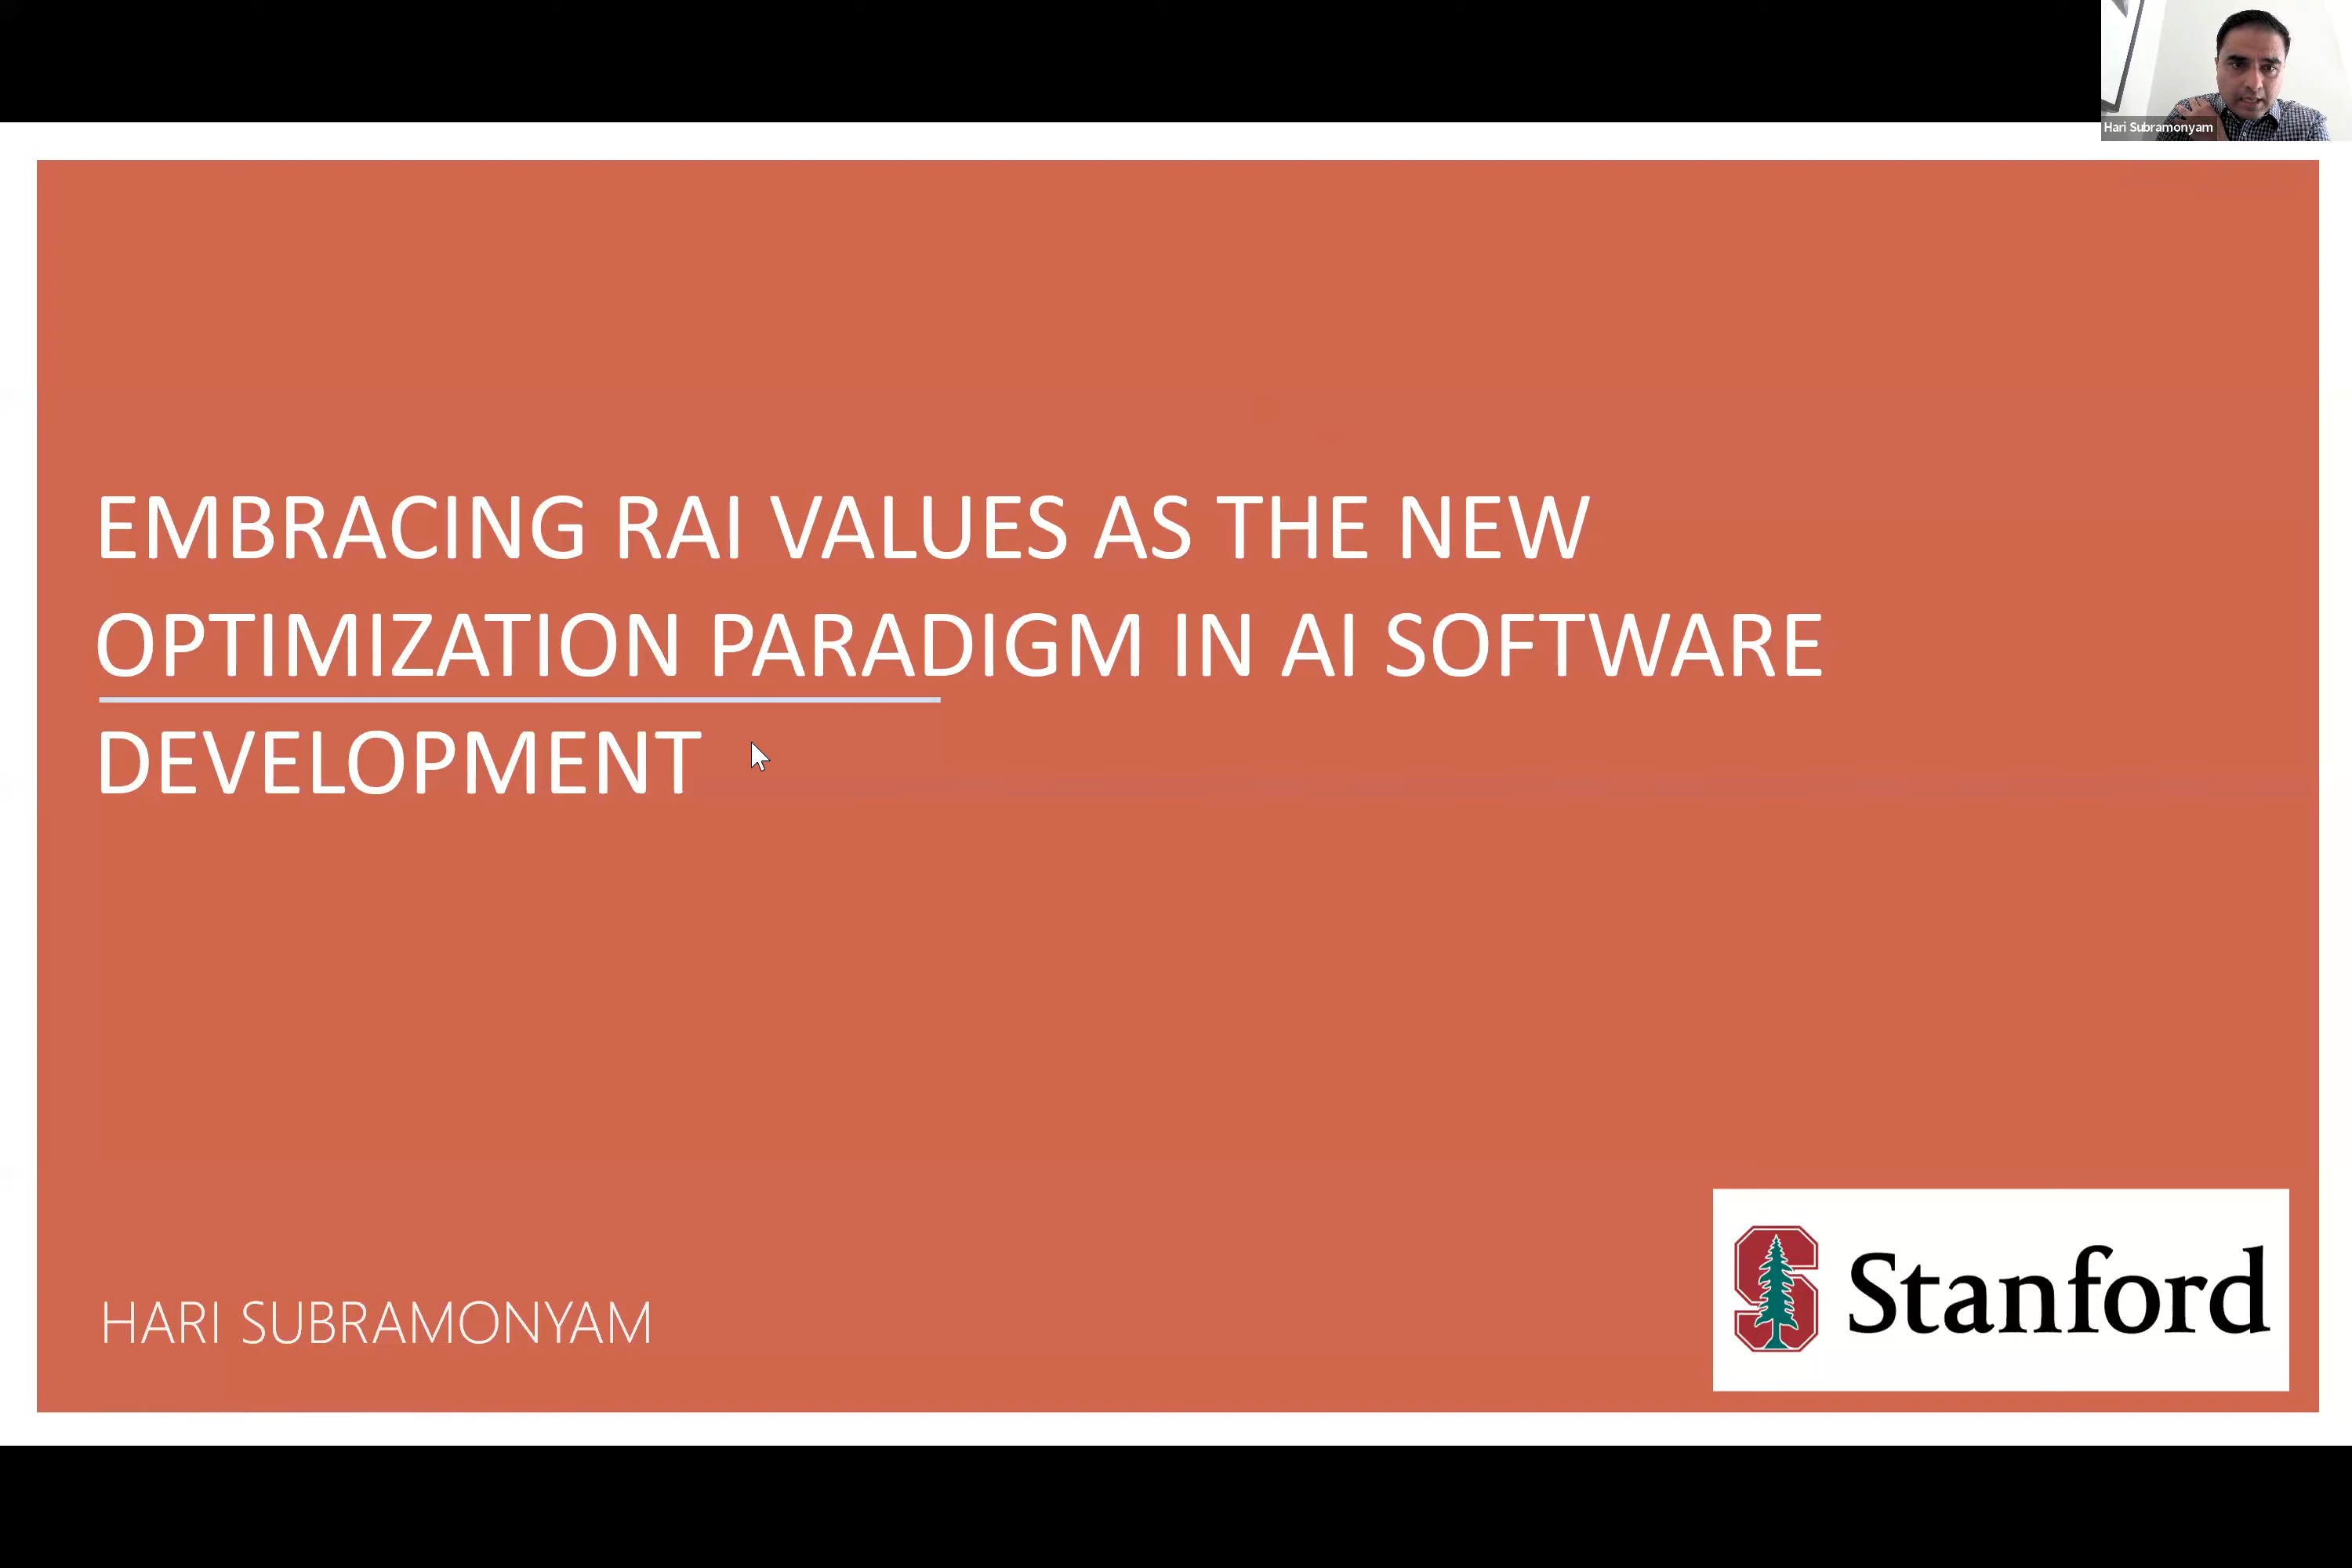 Hari Subramonyam
EMBRACING RAI VALUES AS THE NEW
OPTIMIZATION PARADIGM IN AI SOFTWARE
DEVELOPMENT
HARI SUBRAMONYAM
Stanford